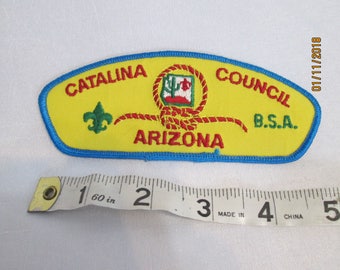 01/11/2018
CATALINA COUNCIL
ARIZONA
B.S.A.
1 2 3 4 5
60 in
MADE IN CHINA